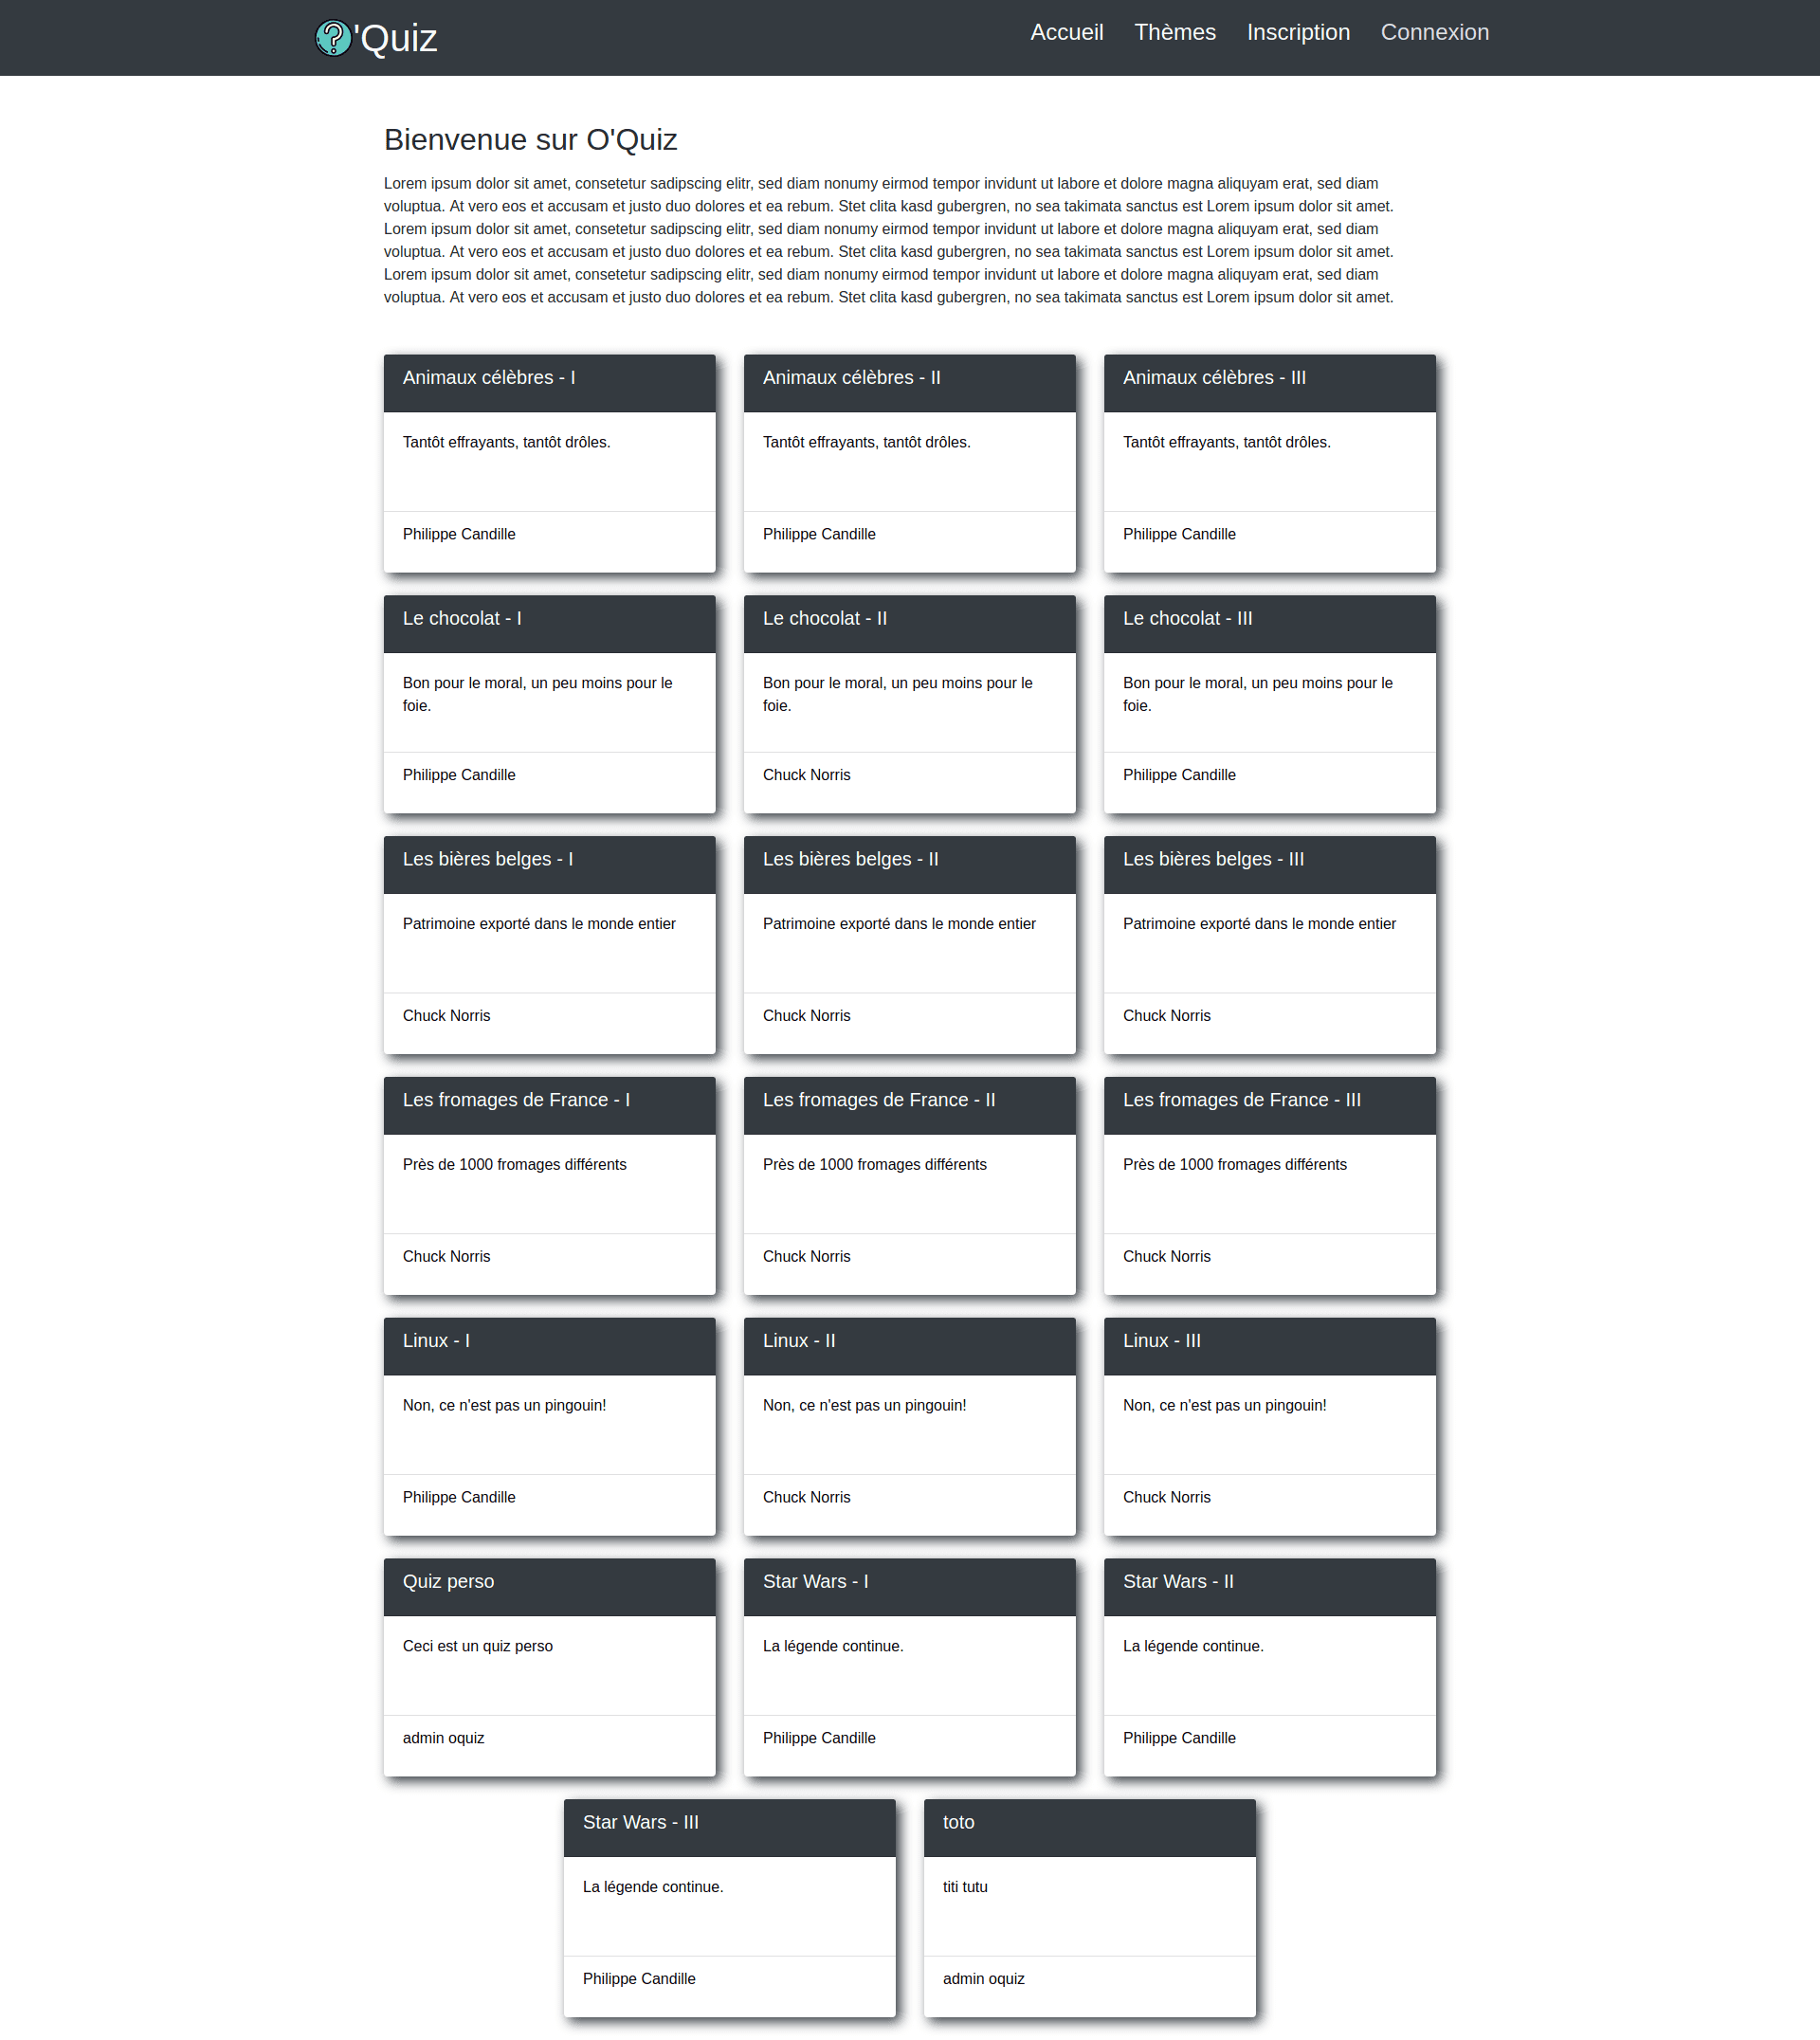 'Quiz
Accueil Thèmes Inscription Connexion
Bienvenue sur O'Quiz
Lorem ipsum dolor sit amet, consetetur sadipscing elitr, sed diam nonumy eirmod tempor invidunt ut labore et dolore magna aliquyam erat, sed diam
voluptua. At vero eos et accusam et justo duo dolores et ea rebum. Stet clita kasd gubergren, no sea takimata sanctus est Lorem ipsum dolor sit amet.
Lorem ipsum dolor sit amet, consetetur sadipscing elitr, sed diam nonumy eirmod tempor invidunt ut labore et dolore magna aliquyam erat, sed diam
voluptua. At vero eos et accusam et justo duo dolores et ea rebum. Stet clita kasd gubergren, no sea takimata sanctus est Lorem ipsum dolor sit amet.
Lorem ipsum dolor sit amet, consetetur sadipscing elitr, sed diam nonumy eirmod tempor invidunt ut labore et dolore magna aliquyam erat, sed diam
voluptua. At vero eos et accusam et justo duo dolores et ea rebum. Stet clita kasd gubergren, no sea takimata sanctus est Lorem ipsum dolor sit amet.
Animaux célèbres - I
Tantôt effrayants, tantôt drôles.
Philippe Candille
Animaux célèbres - II
Tantôt effrayants, tantôt drôles.
Philippe Candille
Animaux célèbres - III
Tantôt effrayants, tantôt drôles.
Philippe Candille
Le chocolat - I
Bon pour le moral, un peu moins pour le
foie.
Philippe Candille
Le chocolat - II
Bon pour le moral, un peu moins pour le
foie.
Chuck Norris
Le chocolat - III
Bon pour le moral, un peu moins pour le
foie.
Philippe Candille
Les bières belges - I
Patrimoine exporté dans le monde entier
Chuck Norris
Les bières belges - II
Patrimoine exporté dans le monde entier
Chuck Norris
Les bières belges - III
Patrimoine exporté dans le monde entier
Chuck Norris
Les fromages de France - I
Près de 1000 fromages différents
Chuck Norris
Les fromages de France - II
Près de 1000 fromages différents
Chuck Norris
Les fromages de France - III
Près de 1000 fromages différents
Chuck Norris
Linux - I
Non, ce n'est pas un pingouin!
Philippe Candille
Linux - II
Non, ce n'est pas un pingouin!
Chuck Norris
Linux - III
Non, ce n'est pas un pingouin!
Chuck Norris
Quiz perso
Ceci est un quiz perso
admin oquiz
Star Wars - I
La légende continue.
Philippe Candille
Star Wars - II
La légende continue.
Philippe Candille
Star Wars - III
La légende continue.
Philippe Candille
toto
titi tutu
admin oquiz